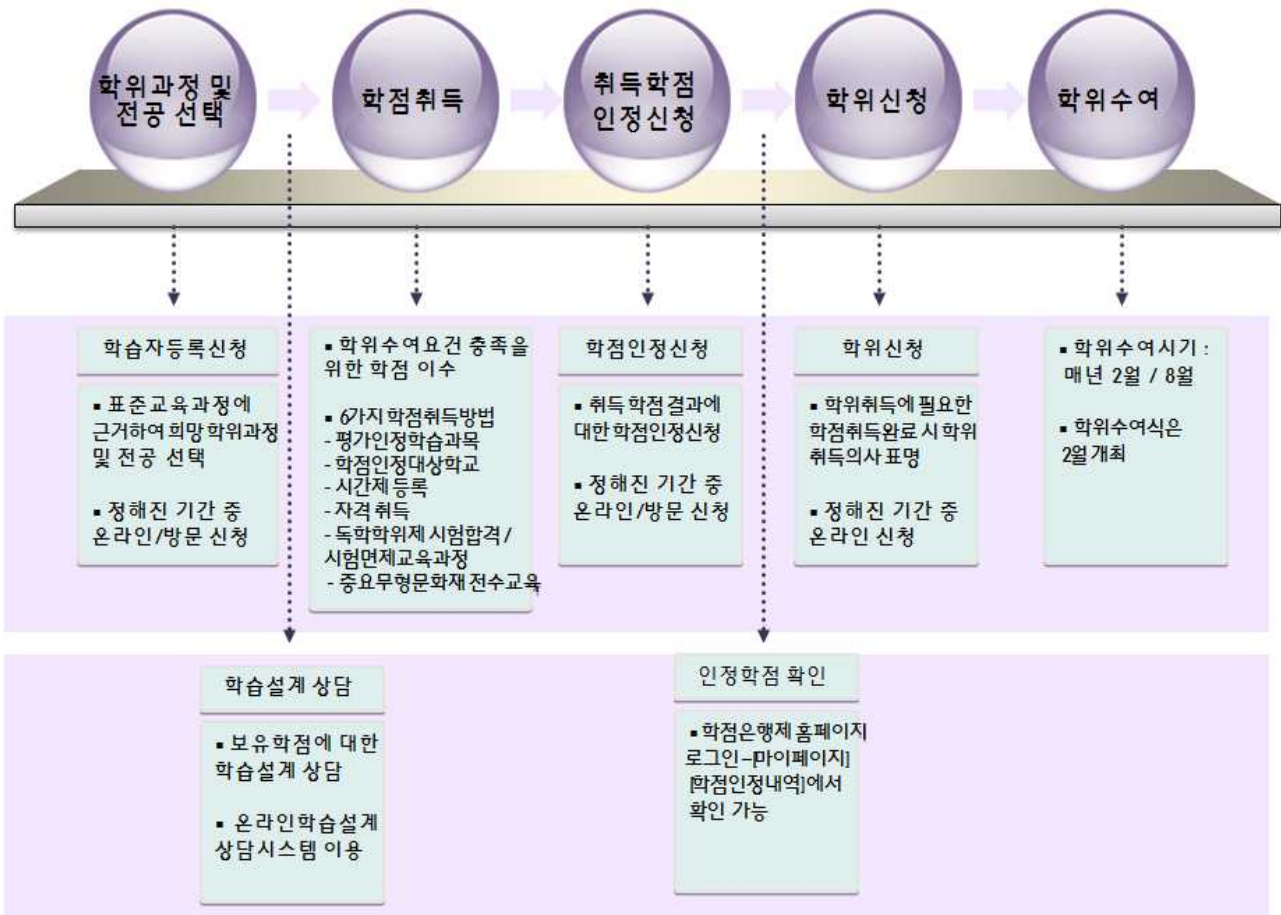 학위과정 및
전공 선택
학점취득
취득학점
인정신청
학위신청
학위수여
학습자등록신청
▪ 표준교육과정에
근거하여 희망 학위과정
및 전공 선택
▪ 정해진 기간 중
온라인/방문 신청
▪ 학위수여요건 충족을
위한 학점 이수
▪ 6가지 학점취득방법
- 평가인정학습과목
- 학점인정대상학교
- 시간제 등록
- 자격 취득
- 독학학위제 시험합격 /
시험면제교육과정
- 중요무형문화재 전수교육
학점인정신청
▪ 취득 학점 결과에
대한 학점인정신청
▪ 정해진 기간 중
온라인/방문 신청
학위신청
▪ 학위취득에 필요한
학점취득완료 시 학위
취득의사 표명
▪ 정해진 기간 중
온라인 신청
▪ 학위수여시기 :
매년 2월 / 8월
▪ 학위수여식은
2월 개최
학습설계 상담
▪ 보유학점에 대한
학습설계 상담
▪ 온라인학습설계
상담시스템 이용
인정학점 확인
▪ 학점은행제 홈페이지
로그인–[마이페이지]
[학점인정내역]에서
확인 가능